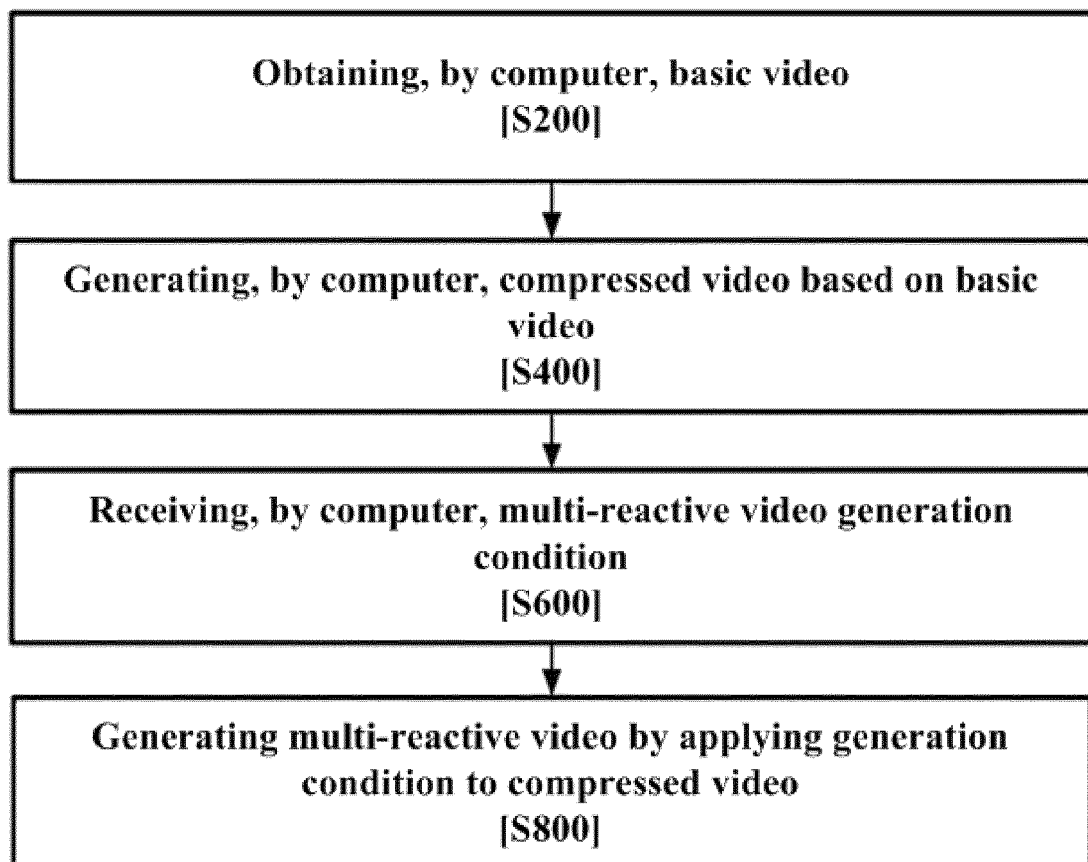 Obtaining, by computer, basic video
[S200]
Generating, by computer, compressed video based on basic
video
[S400]
Receiving, by computer, multi-reactive video generation
condition
[S600]
Generating multi-reactive video by applying generation
condition to compressed video
[S800]